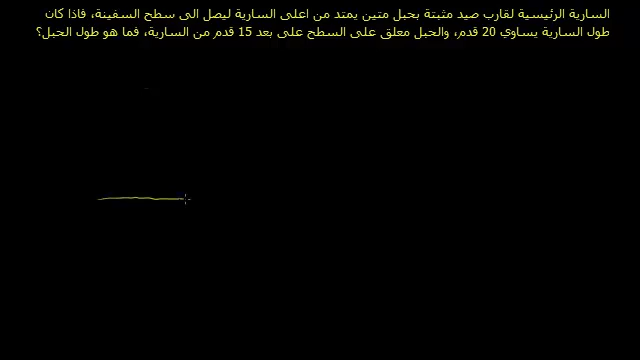 السارية الرئيسية لقارب صيد مثبتة بحبل متين يمتد من اعلى السارية ليصل الى سطح السفينة، فاذا كان
طول السارية يساوي 20 قدم، والحبل معلق على السطح على بعد 15 قدم من السارية، فما هو طول الحبل؟